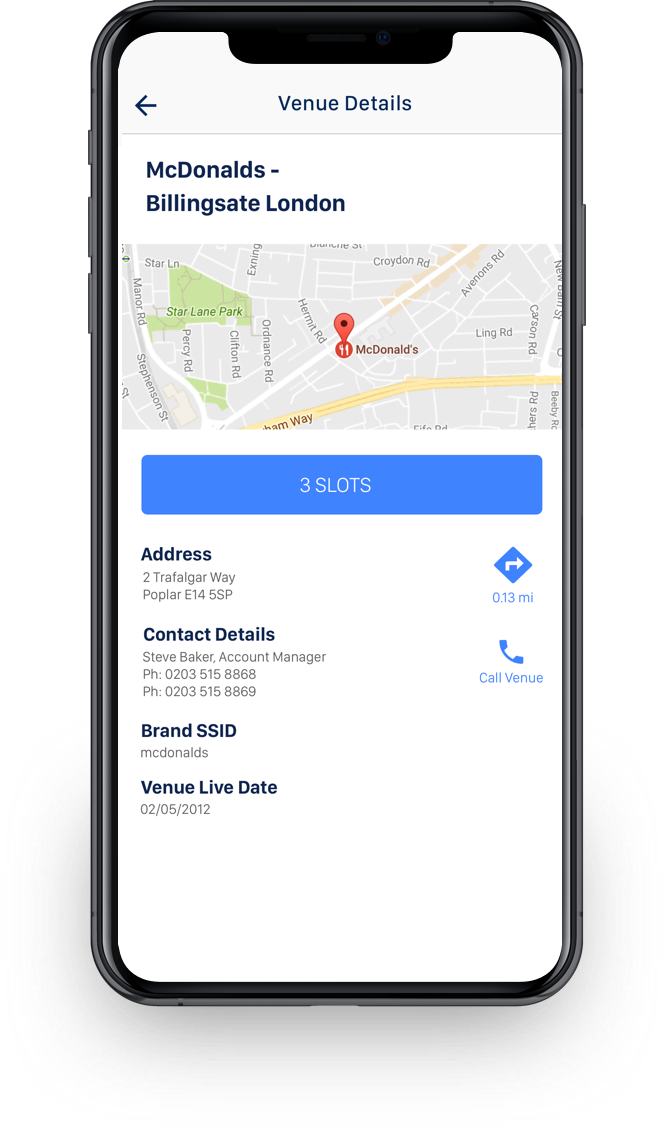 Venue Details
McDonalds -
Billingsate London
Star Ln
Croydon Rd
Avenons Rd
Manor Rd
Star Lane Park
Hermit Rd
Percy Rd
Clifton Rd
Ordnance Rd
McDonald's
Ling Rd
Carson Rd
Stephenson St
ham Way
Beeby Rd
3 SLOTS
Address
2 Trafalgar Way
Poplar E14 5SP
0.13 mi
Contact Details
Steve Baker, Account Manager
Ph: 0203 515 8868
Ph: 0203 515 8869
Call Venue
Brand SSID
mcdonalds
Venue Live Date
02/05/2012